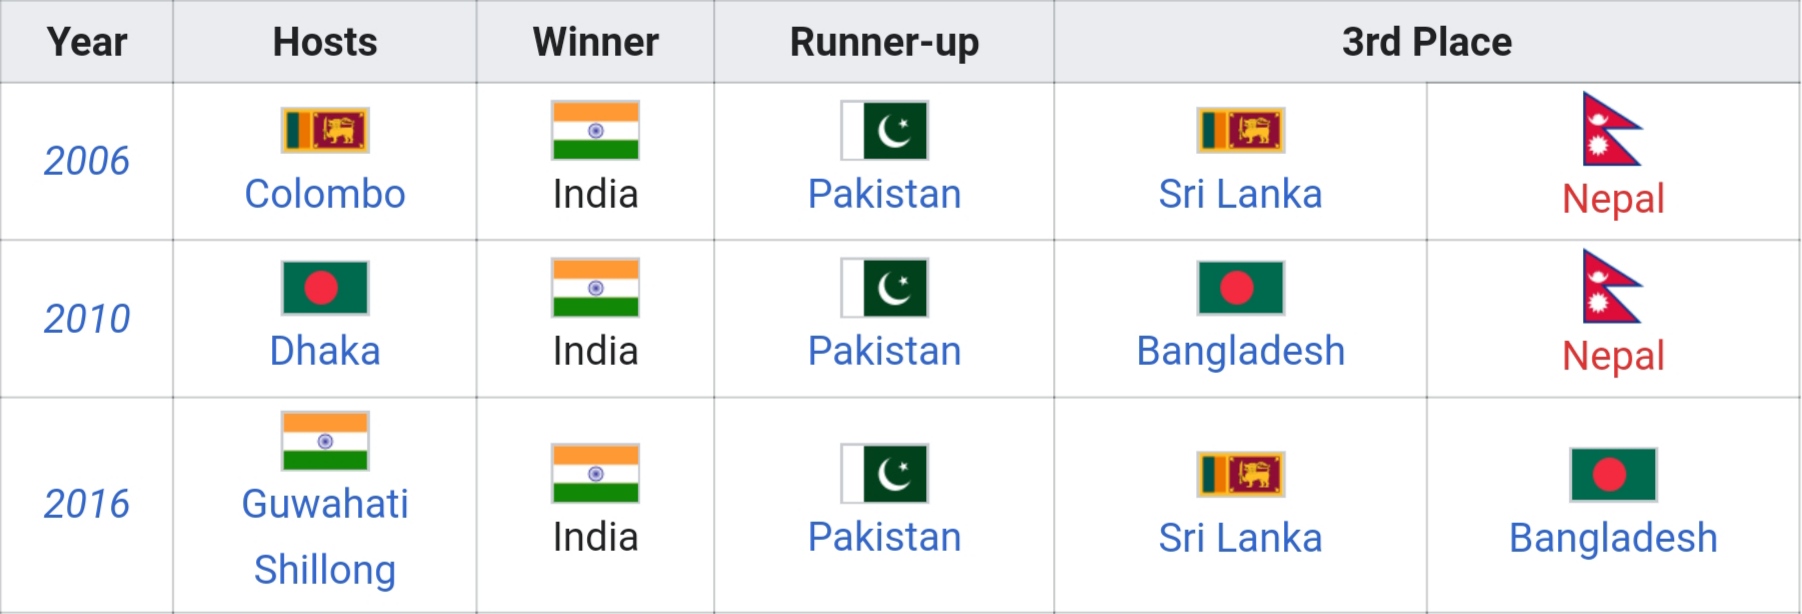 Year Hosts Winner Runner-up 3rd Place
2006 Colombo India Pakistan Sri Lanka Nepal
2010 Dhaka India Pakistan Bangladesh Nepal
2016 Guwahati Shillong India Pakistan Sri Lanka Bangladesh